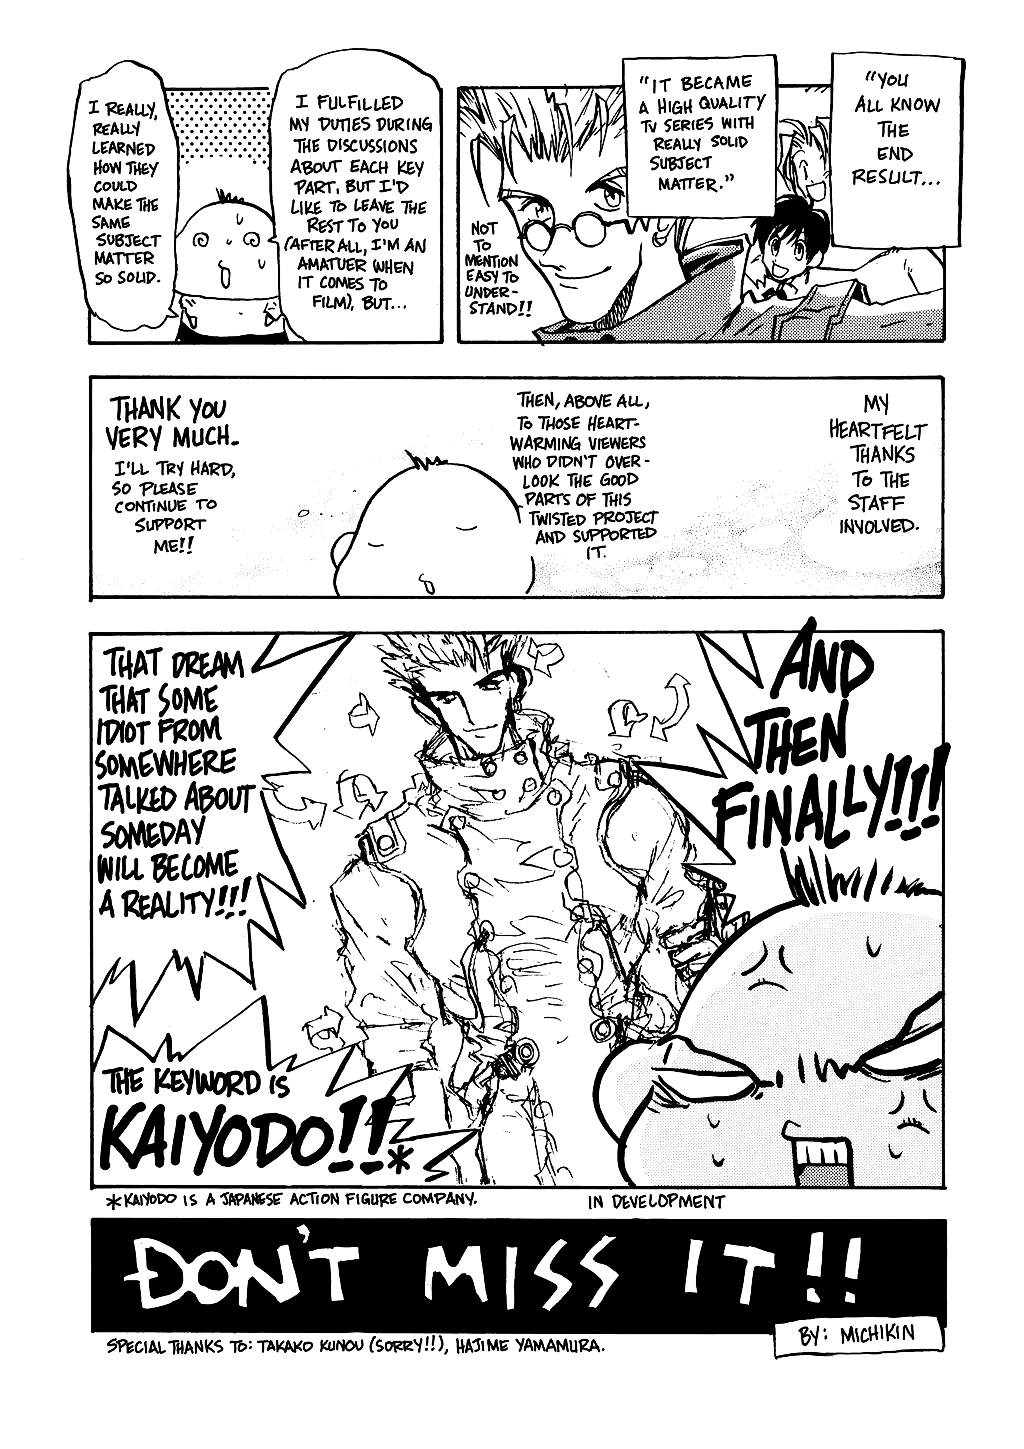 "YOU
ALL KNOW
THE
END
RESULT...
"IT BECAME
A HIGH QUALITY
TV SERIES WITH
REALLY SOLID
SUBJECT
MATTER."
NOT
TO
MENTION
EASY TO
UNDER-
STAND!!
I FULFILLED
MY DUTIES DURING
THE DISCUSSIONS
ABOUT EACH KEY
PART, BUT I'D
LIKE TO LEAVE THE
REST TO YOU
(AFTER ALL, I'M AN
AMATUER WHEN
IT COMES TO
FILM), BUT...
I REALLY,
REALLY
LEARNED
HOW THEY
COULD
MAKE THE
SAME
SUBJECT
MATTER
SO SOLID.
MY
HEARTFELT
THANKS
TO THE
STAFF
INVOLVED.
THEN, ABOVE ALL,
TO THOSE HEART-
WARMING VIEWERS
WHO DIDN'T OVER-
LOOK THE GOOD
PARTS OF THIS
TWISTED PROJECT
AND SUPPORTED
IT.
THANK YOU
VERY MUCH.
I'LL TRY HARD,
SO PLEASE
CONTINUE TO
SUPPORT
ME!!
AND
THEN
FINALLY!!!
THAT DREAM
THAT SOME
IDIOT FROM
SOMEWHERE
TALKED ABOUT
SOMEDAY
WILL BECOME
A REALITY!!!
THE KEYWORD IS
KAIYODO!!*
*KAIYODO IS A JAPANESE ACTION FIGURE COMPANY.
IN DEVELOPMENT
DON'T MISS IT!!
BY: MICHIKIN
SPECIAL THANKS TO: TAKAKO KUNOU (SORRY!!), HAJIME YAMAMURA.